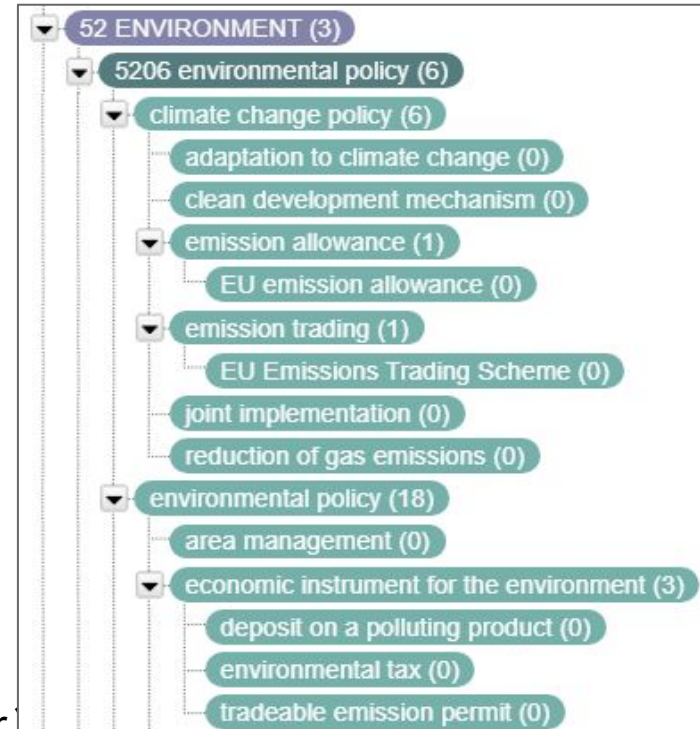 52 ENVIRONMENT (3)
5206 environmental policy (6)
climate change policy (6)
adaptation to climate change (0)
clean development mechanism (0)
emission allowance (1)
EU emission allowance (0)
emission trading (1)
EU Emissions Trading Scheme (0)
joint implementation (0)
reduction of gas emissions (0)
environmental policy (18)
area management (0)
economic instrument for the environment (3)
deposit on a polluting product (0)
environmental tax (0)
tradeable emission permit (0)